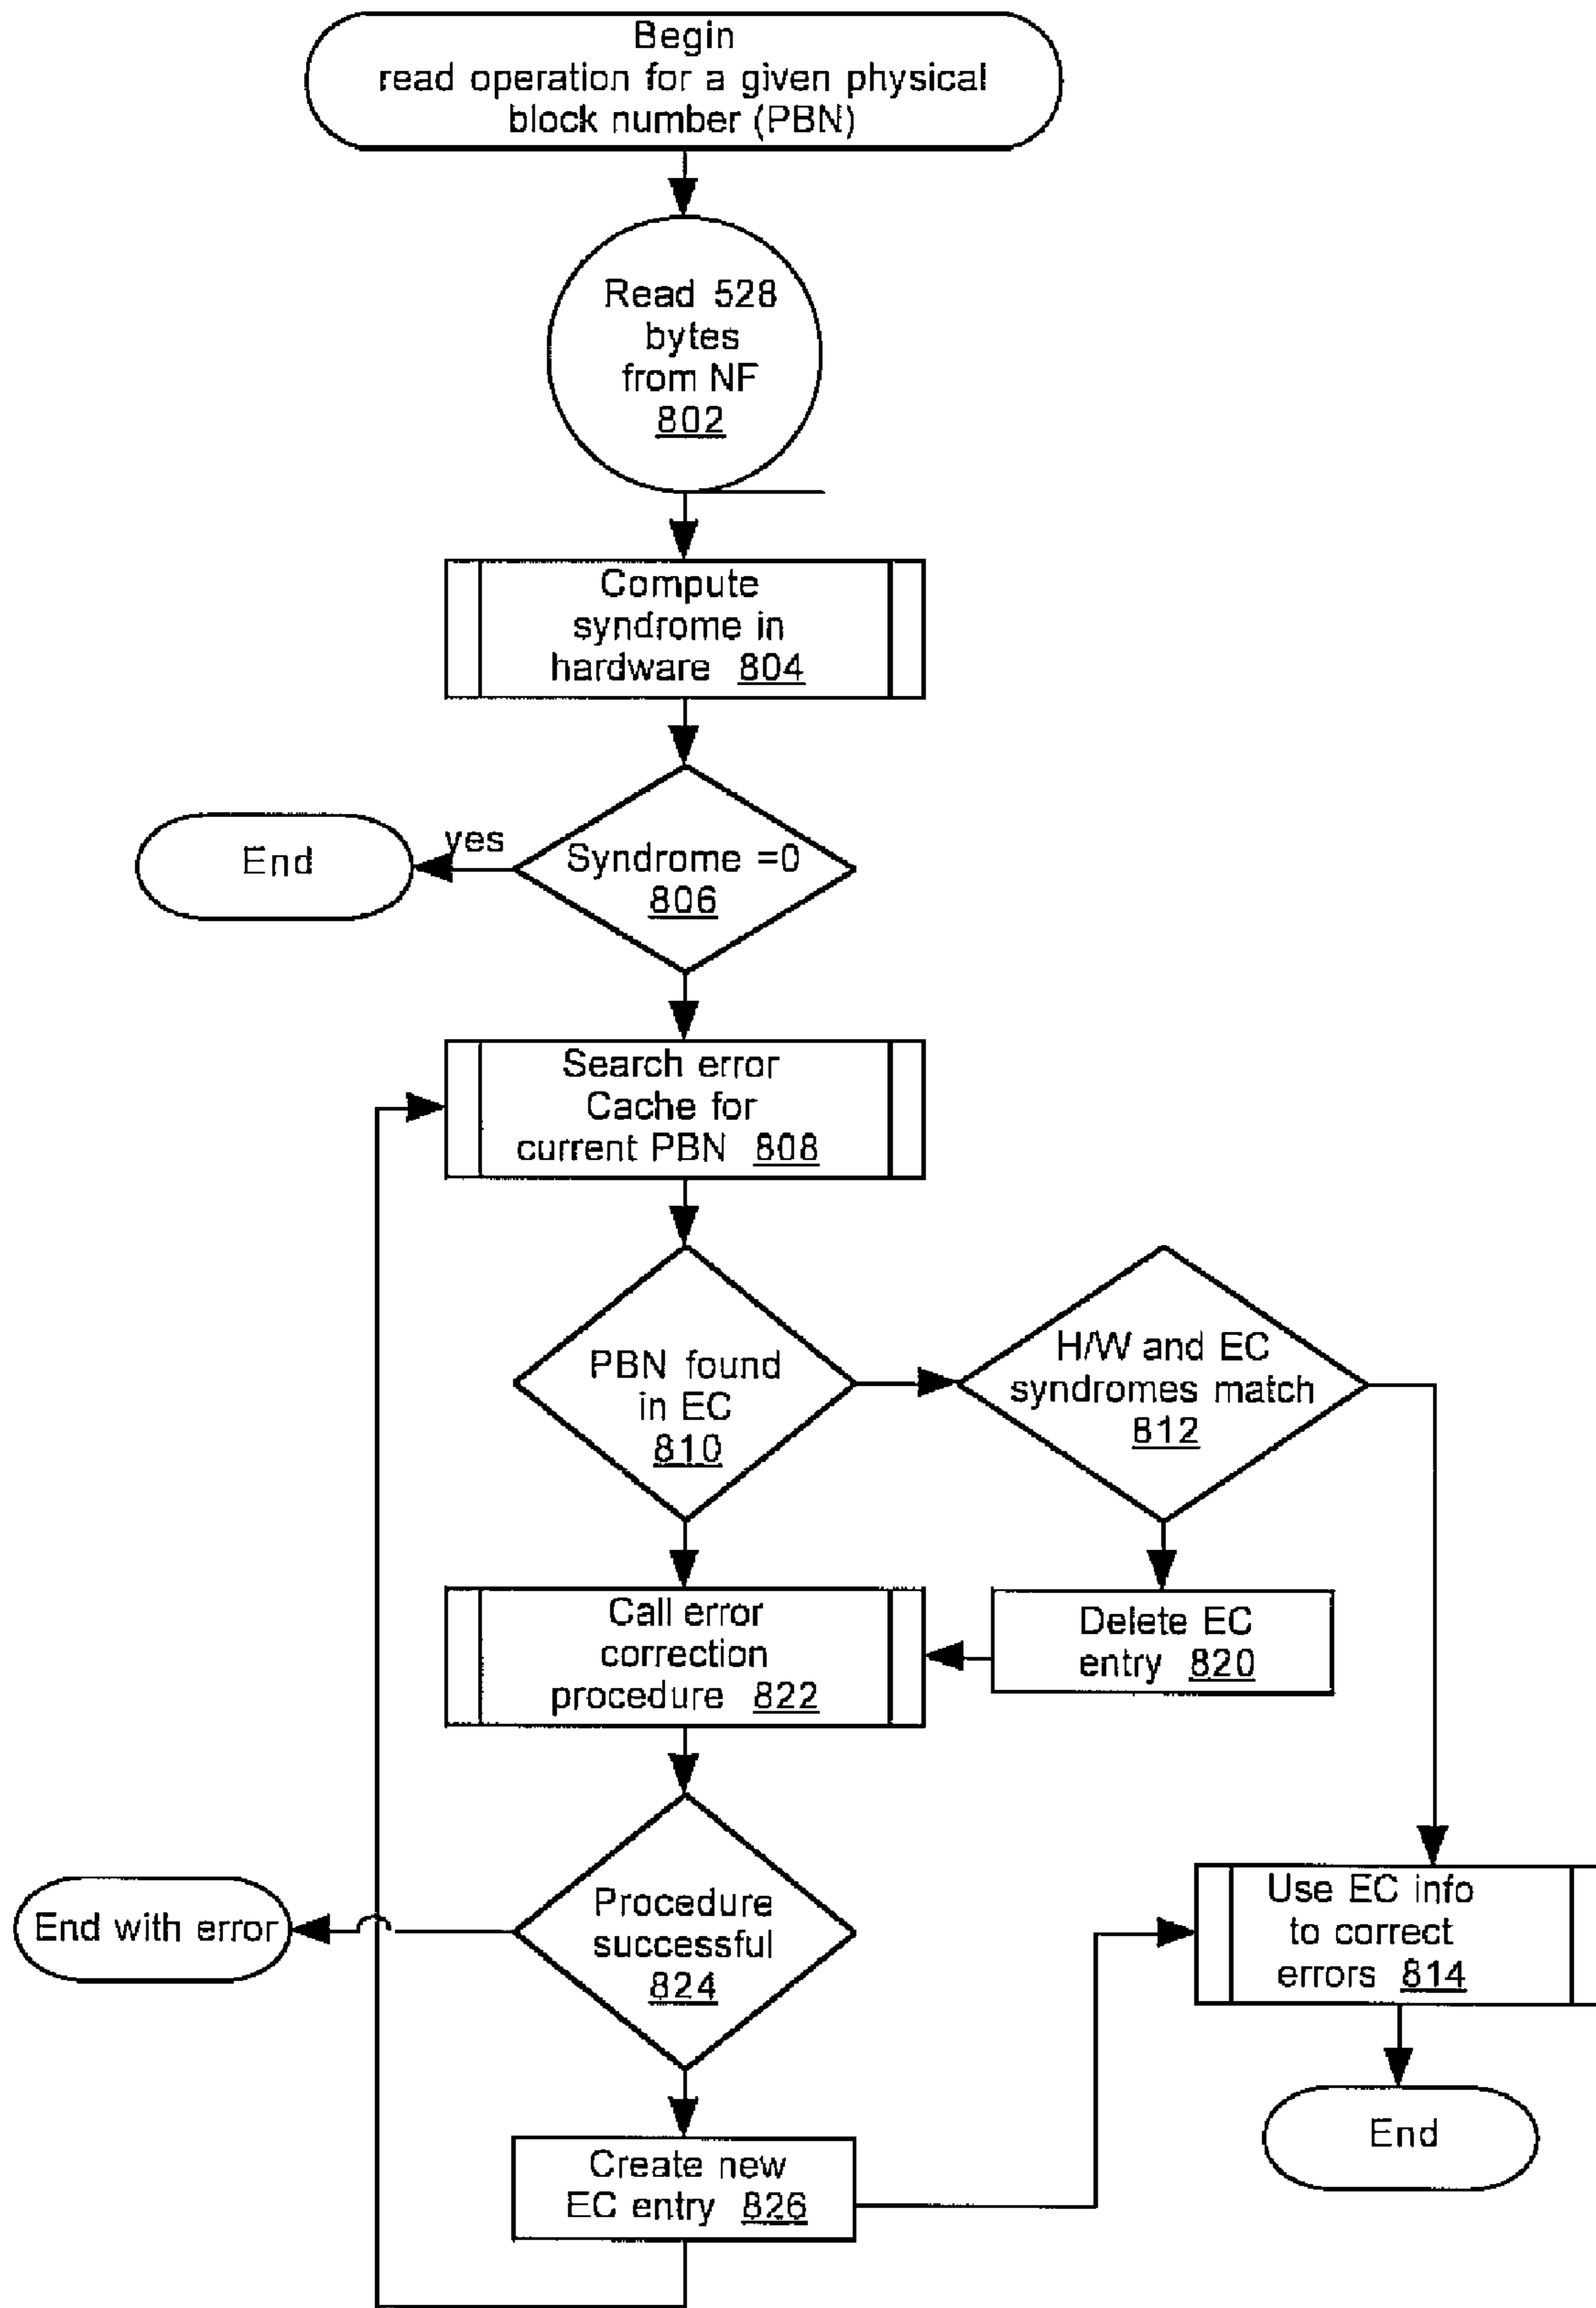 Begin
read operation for a given physical
block number (PBN)
Read 528
bytes
from NF
802
Compute
syndrome in
hardware 804
yes
End
Syndrome =0
806
Search error
Cache for
current PBN 808
PBN found
in EC
810
H/W and EC
syndromes match
812
Call error
correction
procedure 822
Delete EC
entry 820
End with error
Procedure
successful
824
Use EC info
to correct
errors 814
End
Create new
EC entry 826